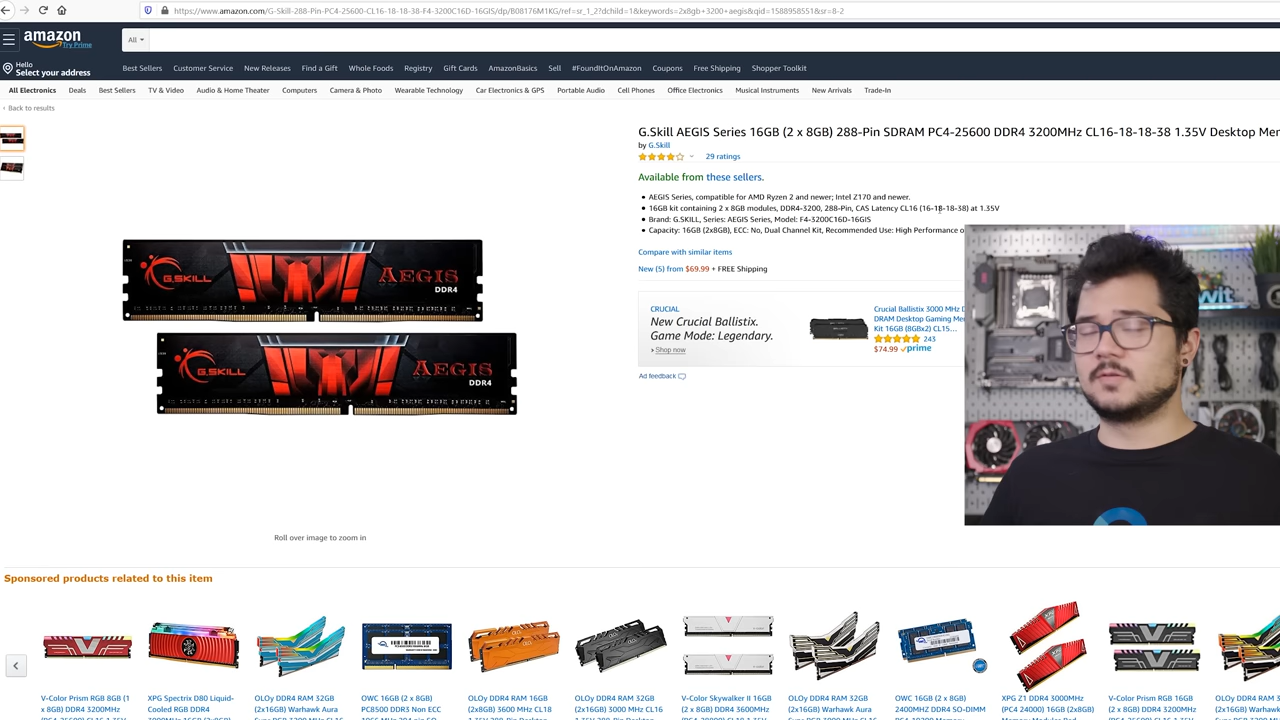 https://www.amazon.com/G-Skill-288-Pin-PC4-25600-CL16-18-18-38-F4-3200C16D-16GIS/dp/B08176M1KG/ref=sr_1_2?dchild=1&keywords=2x8gb+3200+aegis&qid=1588958551&sr=8-2
amazon
Try Prime
All
Hello
Select your address
Best Sellers Customer Service New Releases Find a Gift Whole Foods Registry Gift Cards AmazonBasics Sell #FoundItOnAmazon Coupons Free Shipping Shopper Toolkit
All Electronics Deals Best Sellers TV & Video Audio & Home Theater Computers Camera & Photo Wearable Technology Car Electronics & GPS Portable Audio Cell Phones Office Electronics Musical Instruments New Arrivals Trade-In
‹ Back to results
G.Skill AEGIS Series 16GB (2 x 8GB) 288-Pin SDRAM PC4-25600 DDR4 3200MHz CL16-18-18-38 1.35V Desktop Mer
by G.Skill
29 ratings
Available from these sellers.
AEGIS Series, compatible for AMD Ryzen 2 and newer; Intel Z170 and newer.
16GB kit containing 2 x 8GB modules, DDR4-3200, 288-Pin, CAS Latency CL16 (16-18-18-38) at 1.35V
Brand: G.SKILL, Series: AEGIS Series, Model: F4-3200C16D-16GIS
Capacity: 16GB (2x8GB), ECC: No, Dual Channel Kit, Recommended Use: High Performance o
Compare with similar items
New (5) from $69.99 + FREE Shipping
G.SKILL
AEGIS
DDR4
G.SKILL
AEGIS
DDR4
CRUCIAL
New Crucial Ballistix.
Game Mode: Legendary.
Shop now
Crucial Ballistix 3000 MHz D
DRAM Desktop Gaming Mer
Kit 16GB (8GBx2) CL15...
243
$74.99 prime
Ad feedback
wit
Roll over image to zoom in
Sponsored products related to this item
V-Color Prism RGB 8GB (1
x 8GB) DDR4 3200MHz
XPG Spectrix D80 Liquid-
Cooled RGB DDR4
OLOy DDR4 RAM 32GB
(2x16GB) Warhawk Aura
OWC 16GB (2 x 8GB)
PC8500 DDR3 Non ECC
OLOy DDR4 RAM 16GB
(2x8GB) 3600 MHz CL18
OLOy DDR4 RAM 32GB
(2x16GB) 3000 MHz CL16
V-Color Skywalker II 16GB
(2 x 8GB) DDR4 3600MHz
OLOy DDR4 RAM 32GB
(2x16GB) Warhawk Aura
OWC 16GB (2 x 8GB)
2400MHZ DDR4 SO-DIMM
XPG Z1 DDR4 3000MHz
(PC4 24000) 16GB (2x8GB)
V-Color Prism RGB 16GB
(2 x 8GB) DDR4 3200MHz
OLOy DDR4 RAM 3
(2x16GB) Warhawk